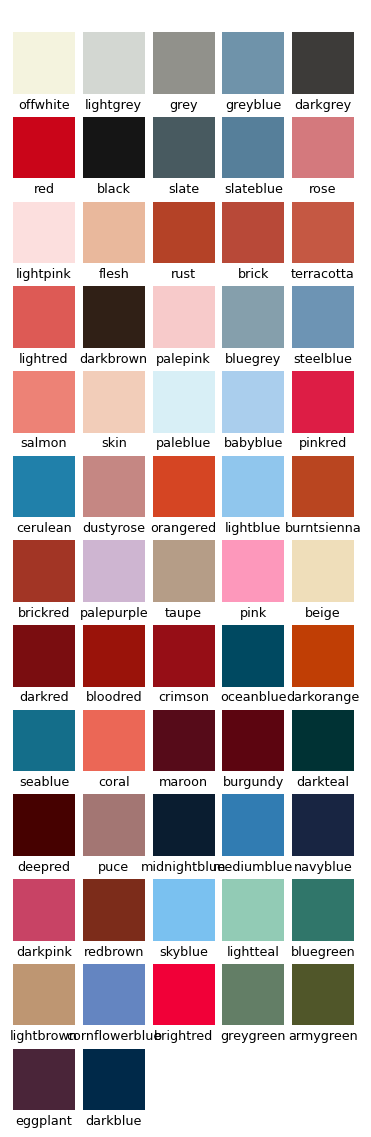 offwhite lightgrey grey greyblue darkgrey
red black slate slateblue rose
lightpink flesh rust brick terracotta
lightred darkbrown palepink bluegrey steelblue
salmon skin paleblue babyblue pinkred
cerulean dustyrose orangered lightblue burntsienna
brickred palepurple taupe pink beige
darkred bloodred crimson oceanblue darkorange
seablue coral maroon burgundy darkteal
deepred puce midnightblue mediumblue navyblue
darkpink redbrown skyblue lightteal bluegreen
lightbrown cornflowerblue brightred greygreen armygreen
eggplant darkblue